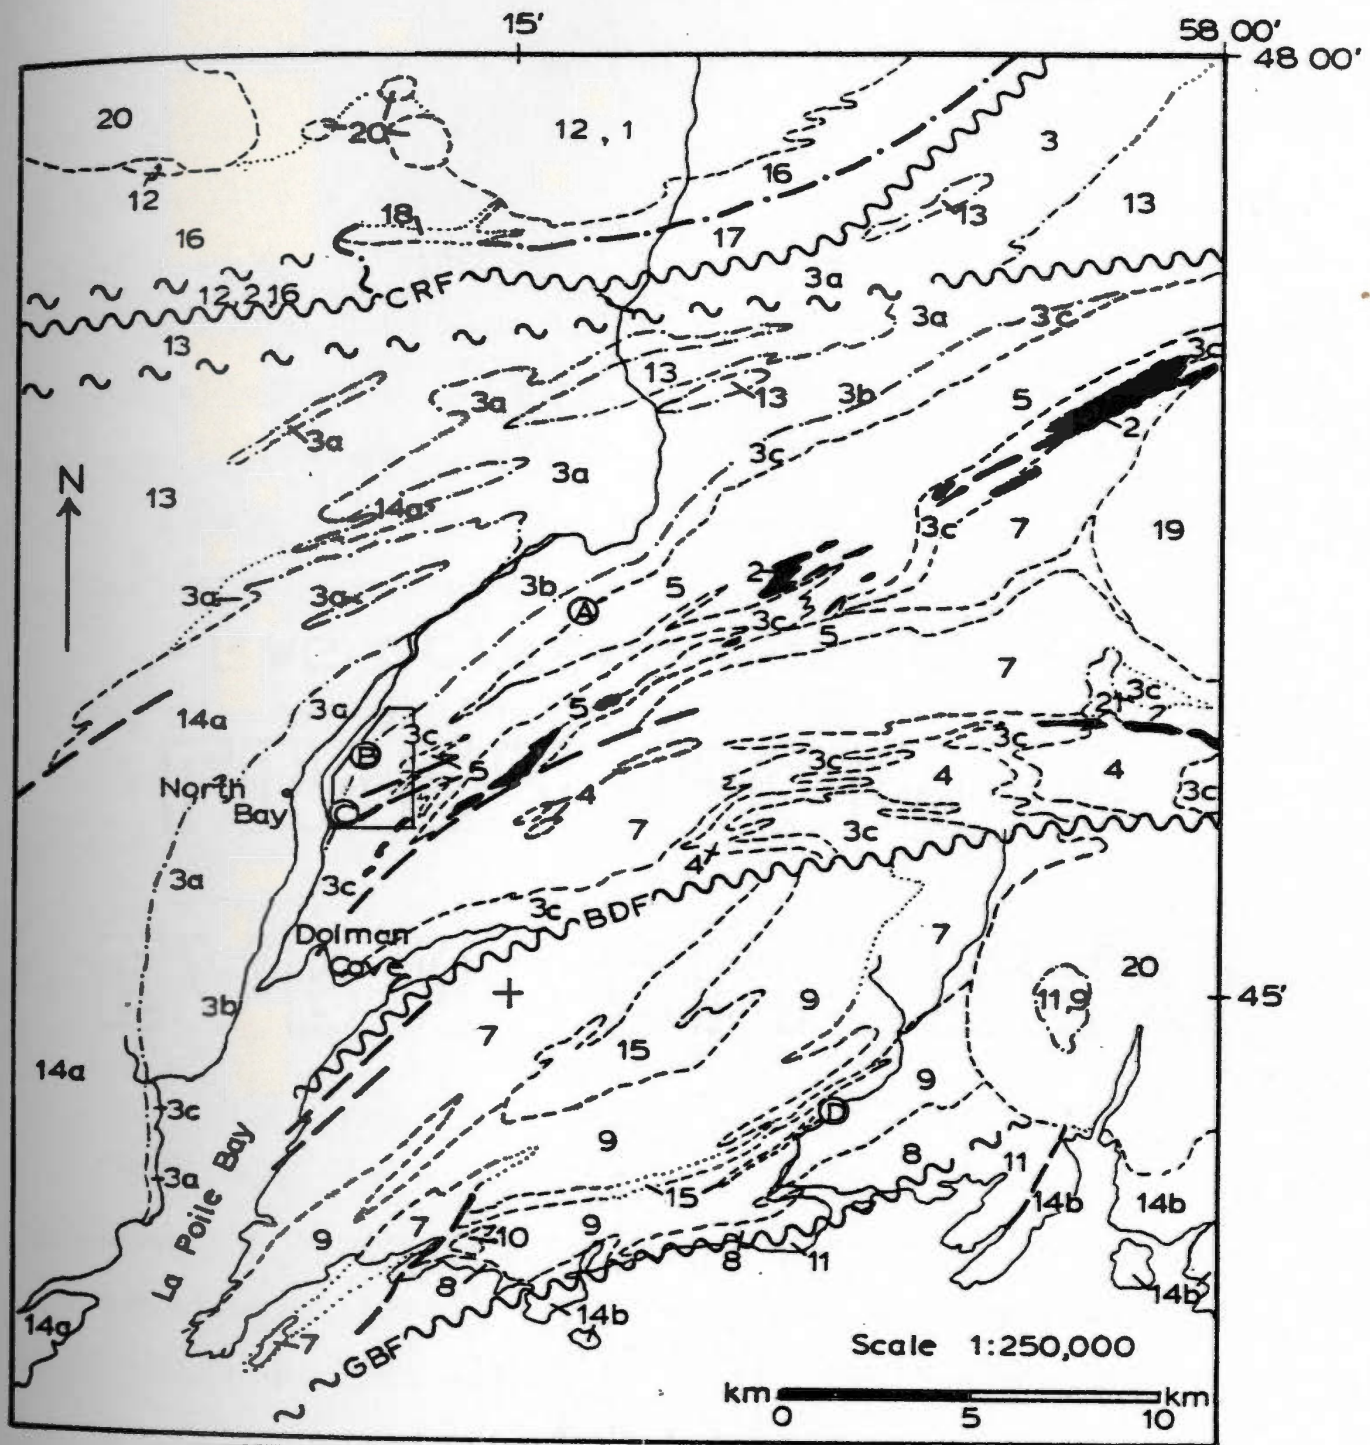 15' 58 00'
48 00'
20 20 12 , 1 3
12 16
18 13 13
16 17
12,2,16 CRF 3a
13 3a 3c
3c
13 3b
3a 13 5
3a 2
3c
13 3a
N 14a
3c 7 19
3b 5 2
3a 3a A
3c
5
7
3c
14a 3a 5 2
7
3c 3c
B 3c 4 4
5 3c
North
Bay 4
C 7 3c
4
3a 3c
3c BDF
Dolman
Cove 7
20
3b 9 11,9
45'
7
14a 15
9
3c D
9
8
11
3a
15 14b 14b
La Poile Bay
9 7 10 9
8 8 11
14b
14a 14b
7 Scale 1:250,000
GBF
km km
0 5 10